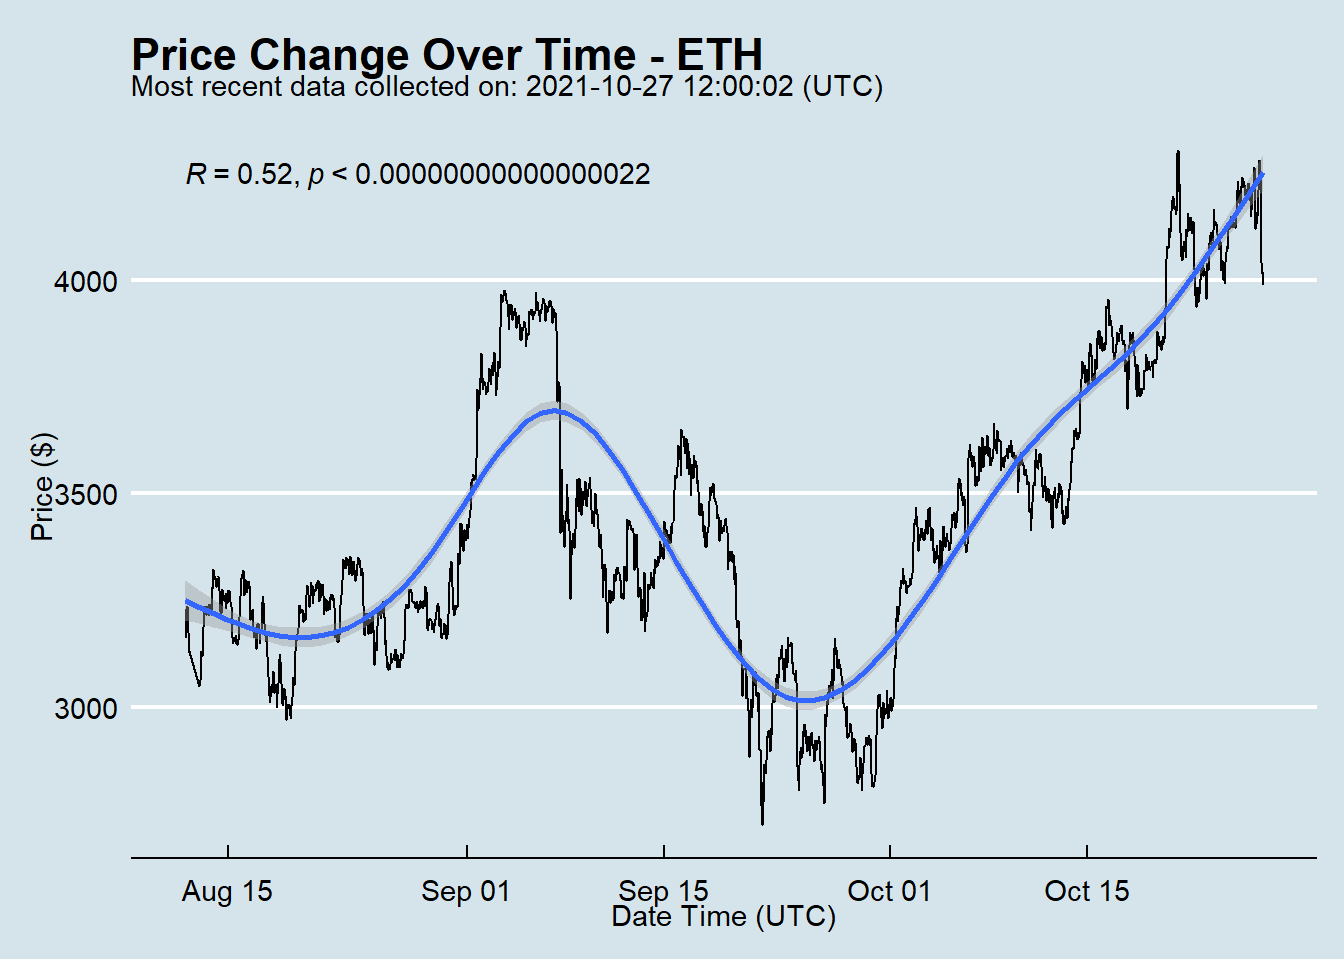 Price Change Over Time - ETH
Most recent data collected on: 2021-10-27 12:00:02 (UTC)
R = 0.52, p < 0.00000000000000022
4000
3500
3000
Price ($)
Aug 15
Sep 01
Sep 15
Oct 01
Oct 15
Date Time (UTC)